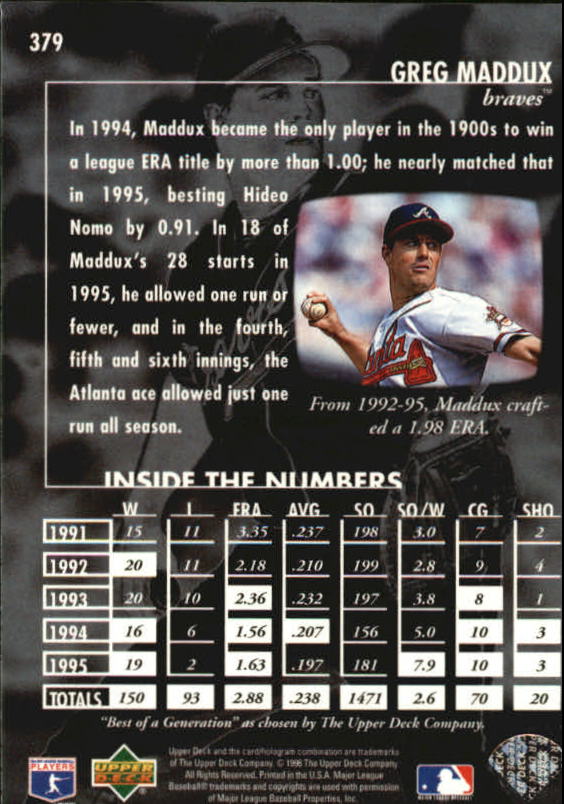 379
GREG MADDUX
braves™
In 1994, Maddux became the only player in the 1900s to win
a league ERA title by more than 1.00; he nearly matched that
in 1995, besting Hideo
Nomo by 0.91. In 18 of
Maddux's 28 starts in
1995, he allowed one run or
fewer, and in the fourth,
fifth and sixth innings, the
Atlanta ace allowed just one
run all season.
From 1992-95, Maddux craft-
ed a 1.98 ERA.
INSIDE THE NUMBERS
W L ERA AVG SO SO/W CG SHO
1991 15 11 3.35 .237 198 3.0 7 2
1992 20 11 2.18 .210 199 2.8 9 4
1993 20 10 2.36 .232 197 3.8 8 1
1994 16 6 1.56 .207 156 5.0 10 3
1995 19 2 1.63 .197 181 7.9 10 3
TOTALS 150 93 2.88 .238 1471 2.6 70 20
"Best of a Generation" as chosen by The Upper Deck Company.
PLAYERS
UPPER
DECK
Upper Deck and the card/hologram combination are trademarks
of The Upper Deck Company. © 1996 The Upper Deck Company
All Rights Reserved. Printed in the U.S.A. Major League
Baseball® trademarks and copyrights are used with permission
of Major League Baseball Properties, Inc.